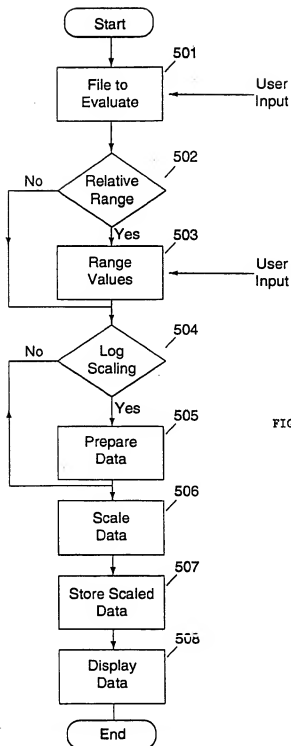 Start
501
File to
Evaluate
User
Input
502
No
Relative
Range
Yes
503
Range
Values
User
Input
504
No
Log
Scaling
Yes
505
Prepare
Data
FIG
506
Scale
Data
507
Store Scaled
Data
508
Display
Data
End